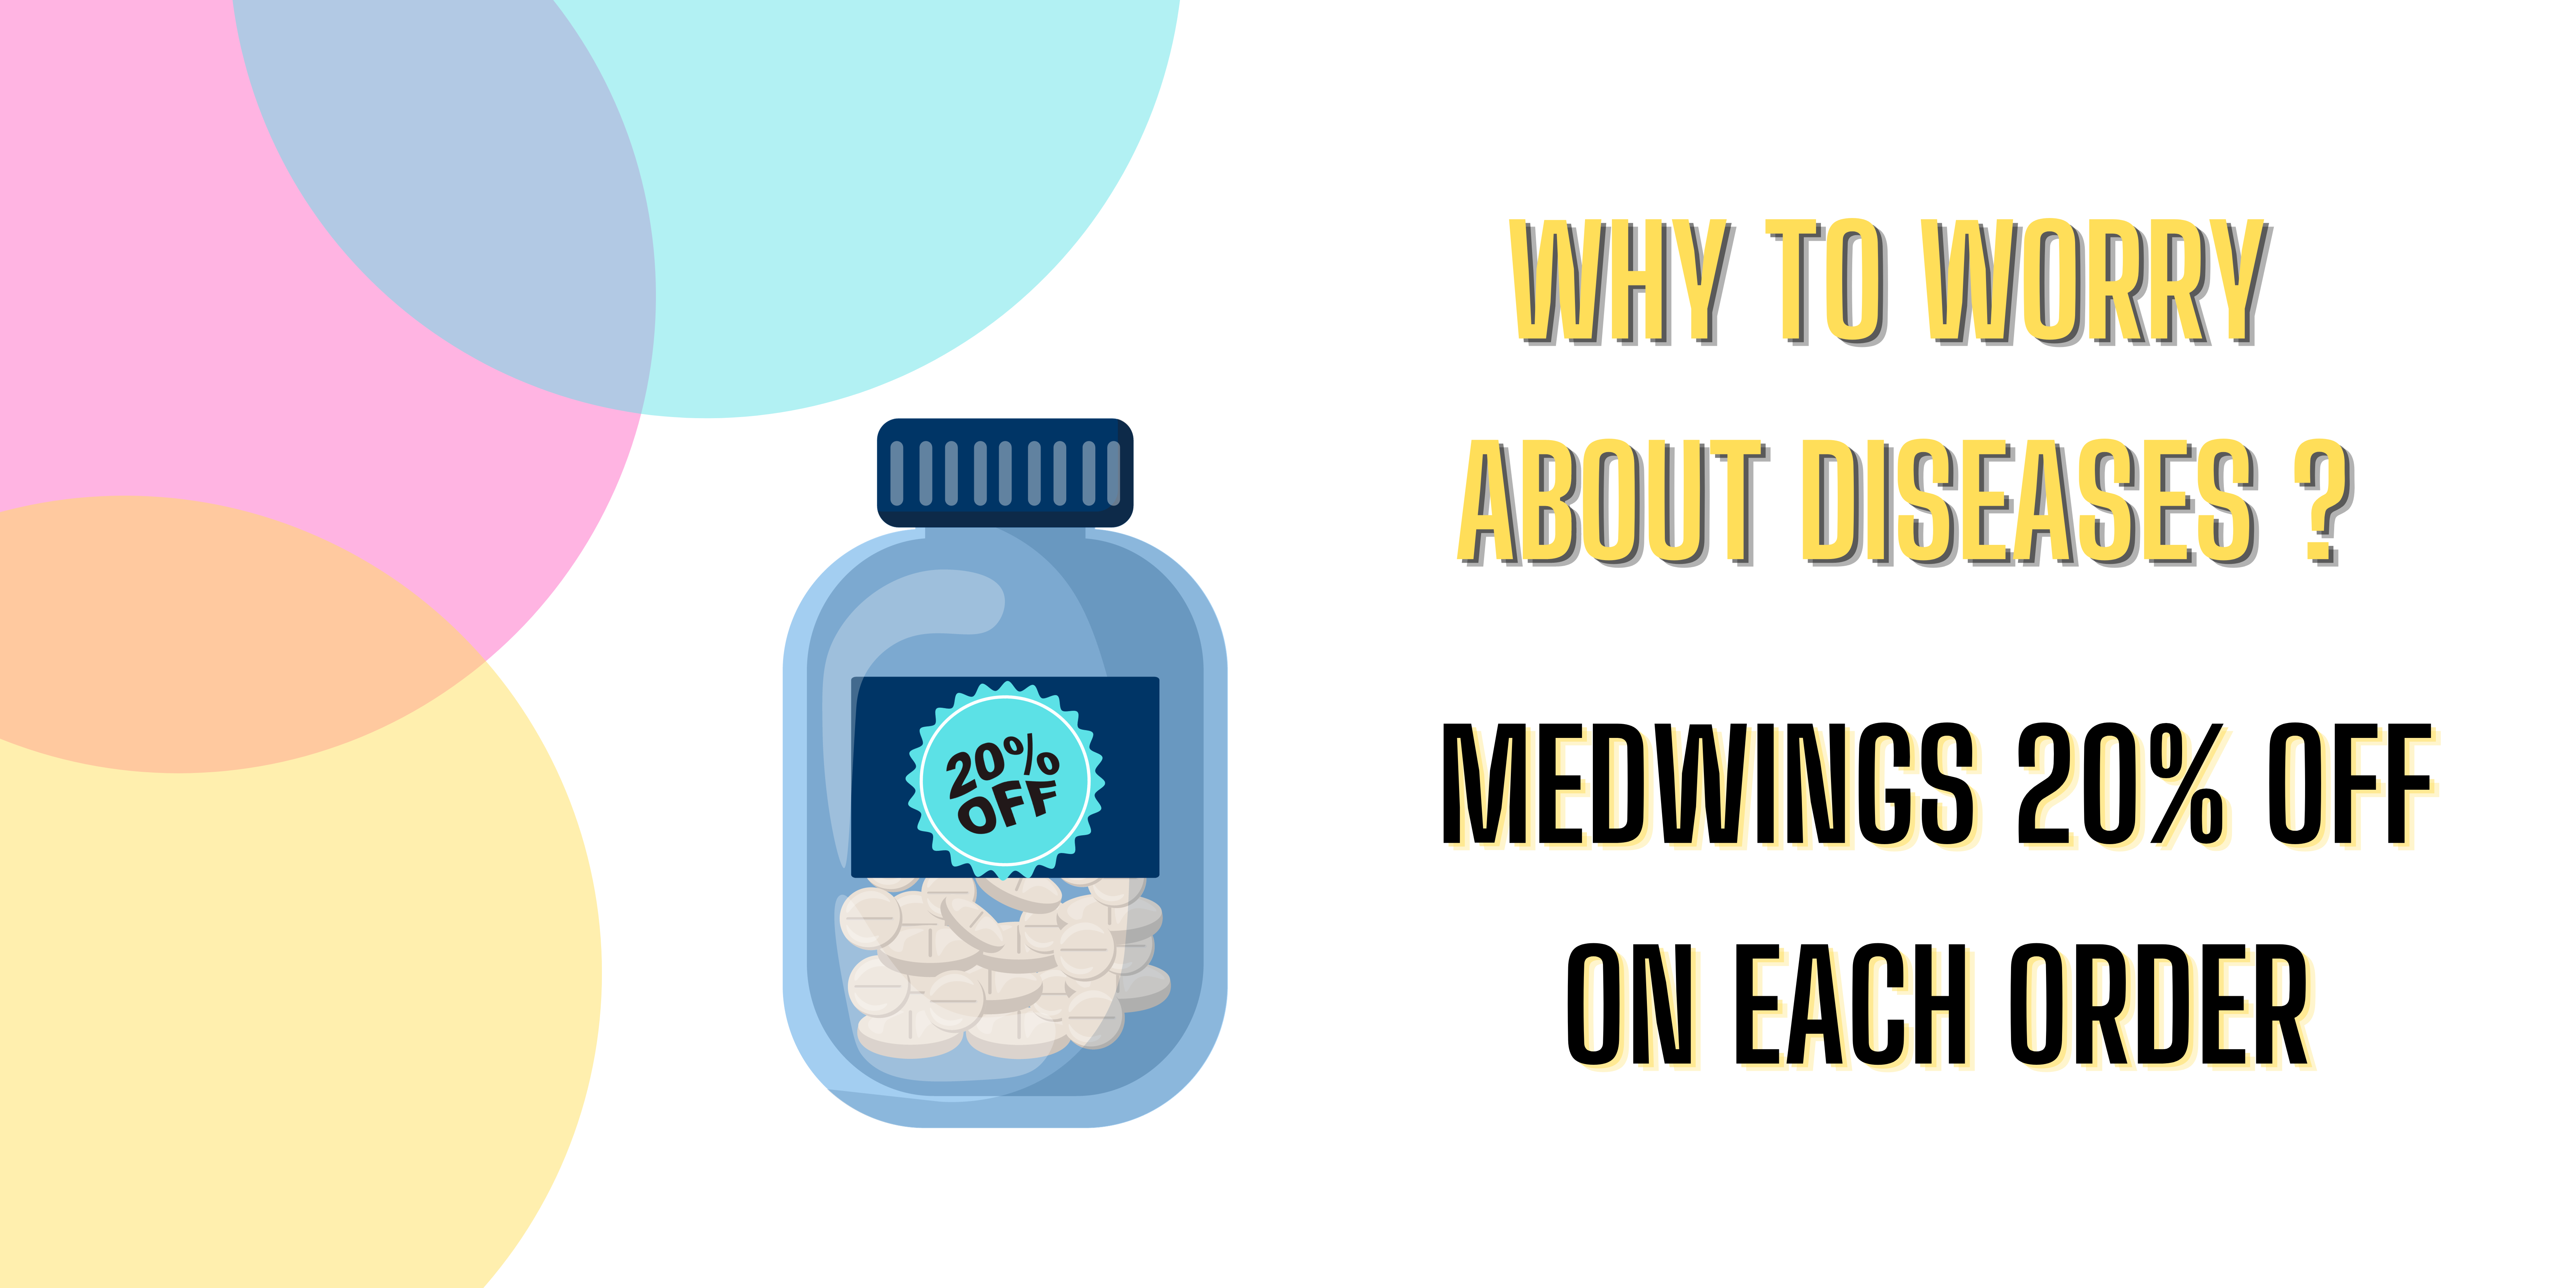 20%
OFF
WHY TO WORRY
ABOUT DISEASES ?
MEDWINGS 20% OFF
ON EACH ORDER